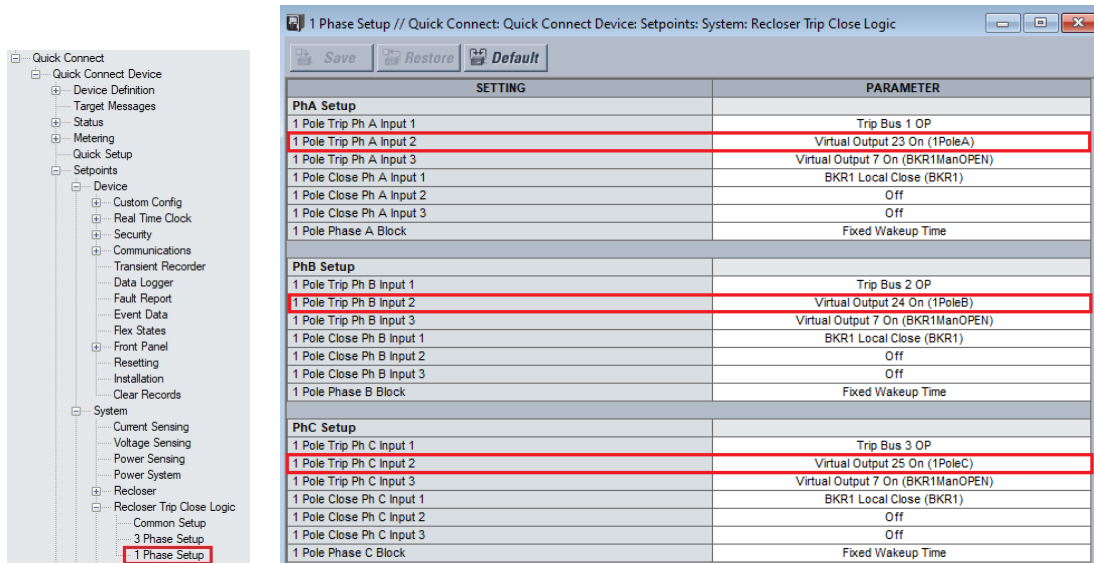 Quick Connect
Quick Connect Device
Device Definition
Target Messages
Status
Metering
Quick Setup
Setpoints
Device
Custom Config
Real Time Clock
Security
Communications
Transient Recorder
Data Logger
Fault Report
Event Data
Flex States
Front Panel
Resetting
Installation
Clear Records
System
Current Sensing
Voltage Sensing
Power Sensing
Power System
Recloser
Recloser Trip Close Logic
Common Setup
3 Phase Setup
1 Phase Setup
1 Phase Setup // Quick Connect: Quick Connect Device: Setpoints: System: Recloser Trip Close Logic
Save Restore Default
SETTING PARAMETER
PhA Setup
1 Pole Trip Ph A Input 1 Trip Bus 1 OP
1 Pole Trip Ph A Input 2 Virtual Output 23 On (1PoleA)
1 Pole Trip Ph A Input 3 Virtual Output 7 On (BKR1ManOPEN)
1 Pole Close Ph A Input 1 BKR1 Local Close (BKR1)
1 Pole Close Ph A Input 2 Off
1 Pole Close Ph A Input 3 Off
1 Pole Phase A Block Fixed Wakeup Time
PhB Setup
1 Pole Trip Ph B Input 1 Trip Bus 2 OP
1 Pole Trip Ph B Input 2 Virtual Output 24 On (1PoleB)
1 Pole Trip Ph B Input 3 Virtual Output 7 On (BKR1ManOPEN)
1 Pole Close Ph B Input 1 BKR1 Local Close (BKR1)
1 Pole Close Ph B Input 2 Off
1 Pole Close Ph B Input 3 Off
1 Pole Phase B Block Fixed Wakeup Time
PhC Setup
1 Pole Trip Ph C Input 1 Trip Bus 3 OP
1 Pole Trip Ph C Input 2 Virtual Output 25 On (1PoleC)
1 Pole Trip Ph C Input 3 Virtual Output 7 On (BKR1ManOPEN)
1 Pole Close Ph C Input 1 BKR1 Local Close (BKR1)
1 Pole Close Ph C Input 2 Off
1 Pole Close Ph C Input 3 Off
1 Pole Phase C Block Fixed Wakeup Time